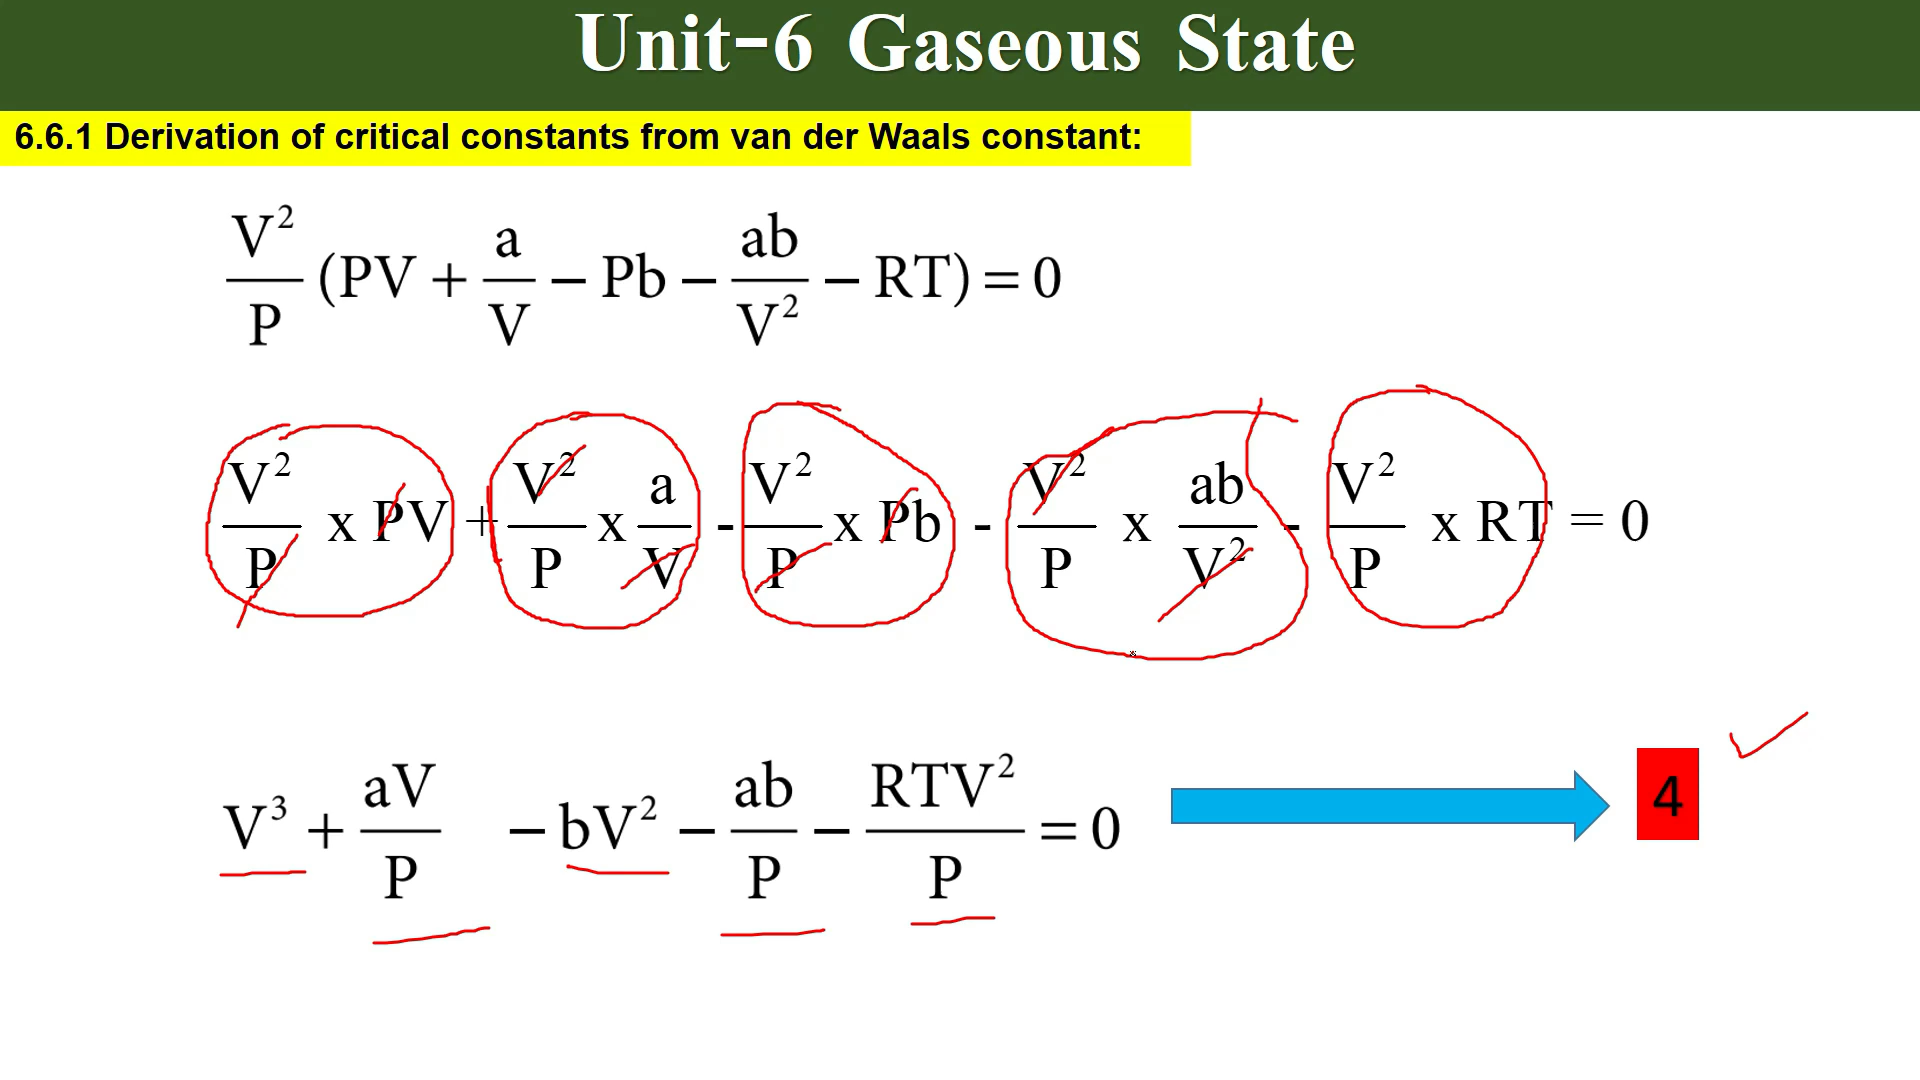 Unit-6 Gaseous State
6.6.1 Derivation of critical constants from van der Waals constant:
V²/P (PV + a/V − Pb − ab/V² − RT) = 0
V²/P x PV + V²/P x a/V - V²/P x Pb - V²/P x ab/V² - V²/P x RT = 0
V³ + aV/P − bV² − ab/P − RTV²/P = 0
4